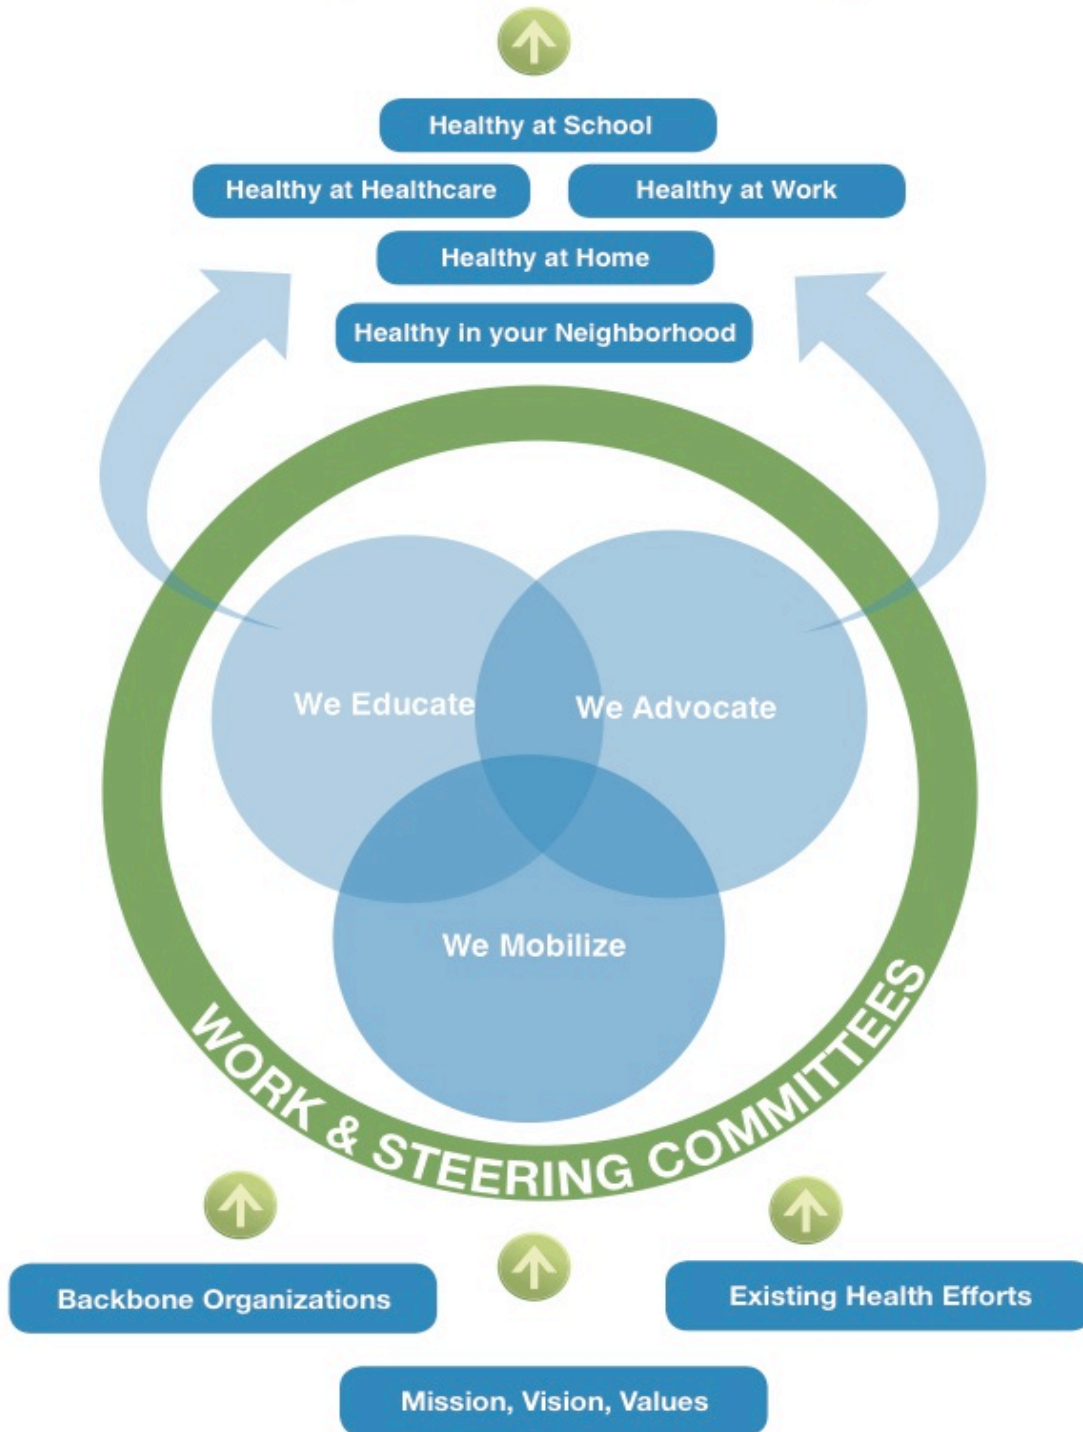 Healthy at School
Healthy at Healthcare
Healthy at Work
Healthy at Home
Healthy in your Neighborhood
We Educate
We Advocate
We Mobilize
WORK & STEERING COMMITTEES
Backbone Organizations
Existing Health Efforts
Mission, Vision, Values